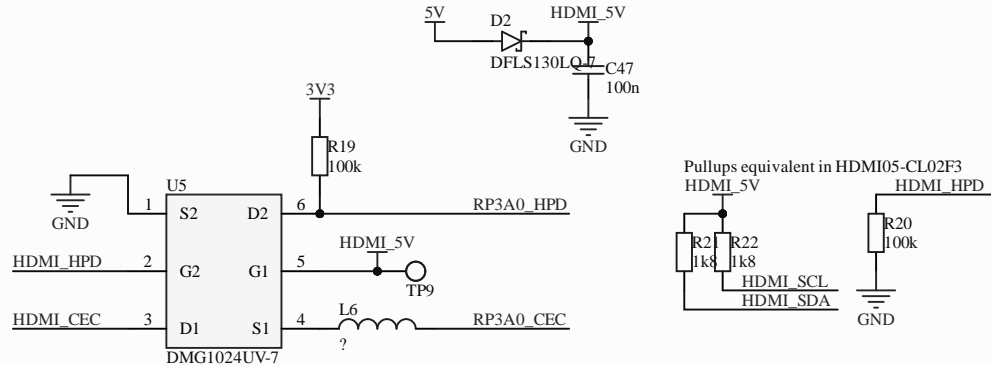 5V
D2
HDMI_5V
DFLS130LQ-7
C47
100n
GND
3V3
R19
100k
U5
1
S2
D2
6
RP3A0_HPD
GND
HDMI_HPD
2
G2
G1
5
HDMI_5V
TP9
HDMI_CEC
3
D1
S1
4
L6
?
RP3A0_CEC
DMG1024UV-7
Pullups equivalent in HDMI05-CL02F3
HDMI_5V
R21
1k8
R22
1k8
HDMI_SCL
HDMI_SDA
HDMI_HPD
R20
100k
GND